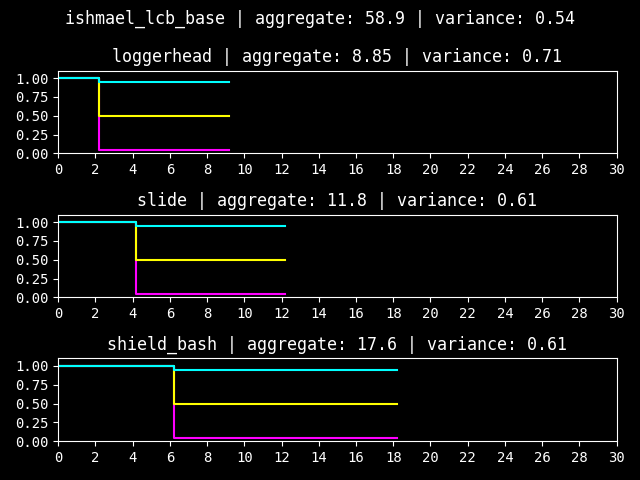 ishmael_lcb_base | aggregate: 58.9 | variance: 0.54
loggerhead | aggregate: 8.85 | variance: 0.71
1.00
0.75
0.50
0.25
0.00
0 2 4 6 8 10 12 14 16 18 20 22 24 26 28 30
slide | aggregate: 11.8 | variance: 0.61
1.00
0.75
0.50
0.25
0.00
0 2 4 6 8 10 12 14 16 18 20 22 24 26 28 30
shield_bash | aggregate: 17.6 | variance: 0.61
1.00
0.75
0.50
0.25
0.00
0 2 4 6 8 10 12 14 16 18 20 22 24 26 28 30